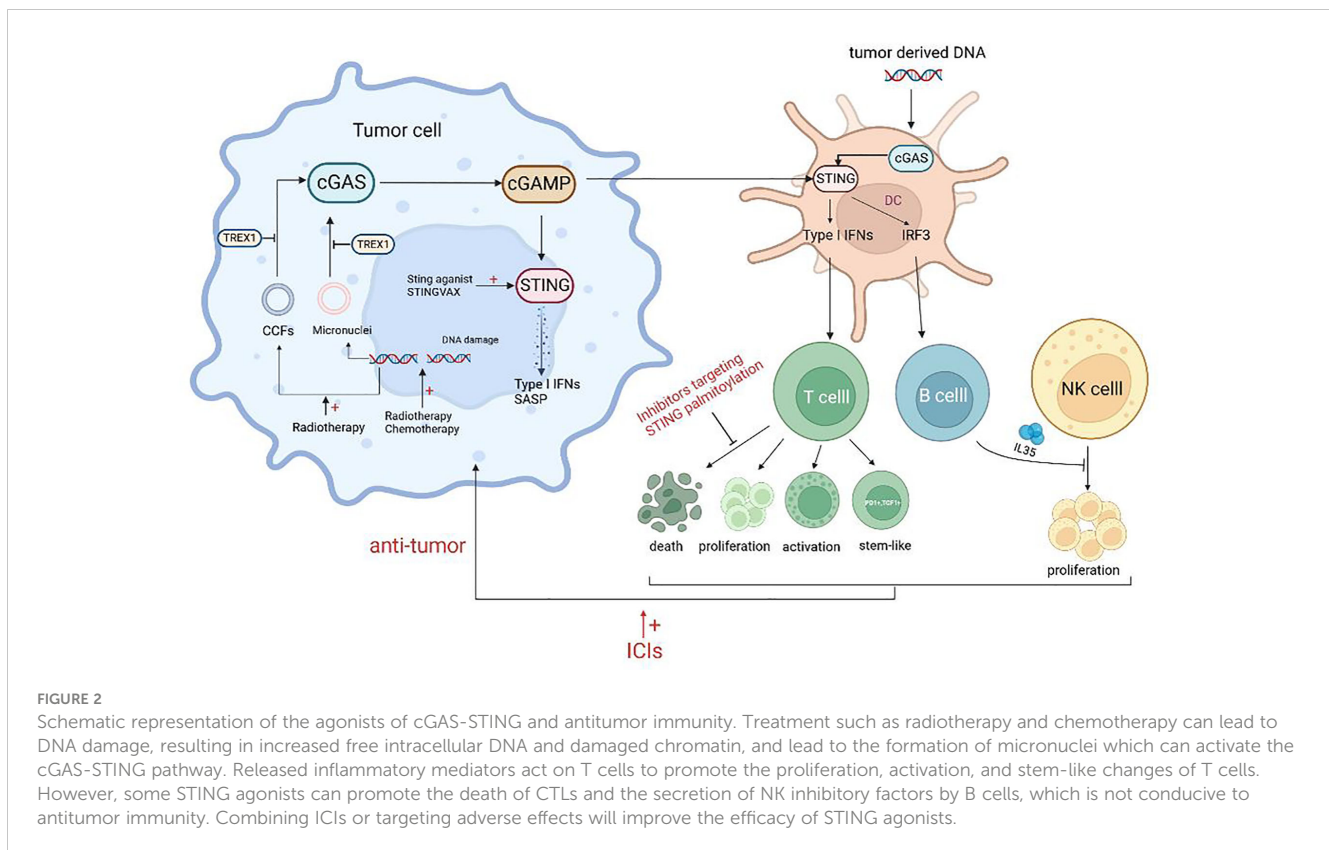 tumor derived DNA
Tumor cell
cGAS
cGAMP
cGAS
STING
DC
Type I IFNs
IRF3
TREX1
TREX1
Sting aganist
STINGVAX
+
STING
CCFs
Micronuclei
DNA damage
+
+
Radiotherapy
Radiotherapy
Chemotherapy
Type I IFNs
SASP
Inhibitors targeting
STING palmitoylation
T celll
B celll
NK celll
IL35
PD1+,TCF1+
death
proliferation
activation
stem-like
proliferation
anti-tumor
+
ICIs
FIGURE 2
Schematic representation of the agonists of cGAS-STING and antitumor immunity. Treatment such as radiotherapy and chemotherapy can lead to
DNA damage, resulting in increased free intracellular DNA and damaged chromatin, and lead to the formation of micronuclei which can activate the
cGAS-STING pathway. Released inflammatory mediators act on T cells to promote the proliferation, activation, and stem-like changes of T cells.
However, some STING agonists can promote the death of CTLs and the secretion of NK inhibitory factors by B cells, which is not conducive to
antitumor immunity. Combining ICIs or targeting adverse effects will improve the efficacy of STING agonists.